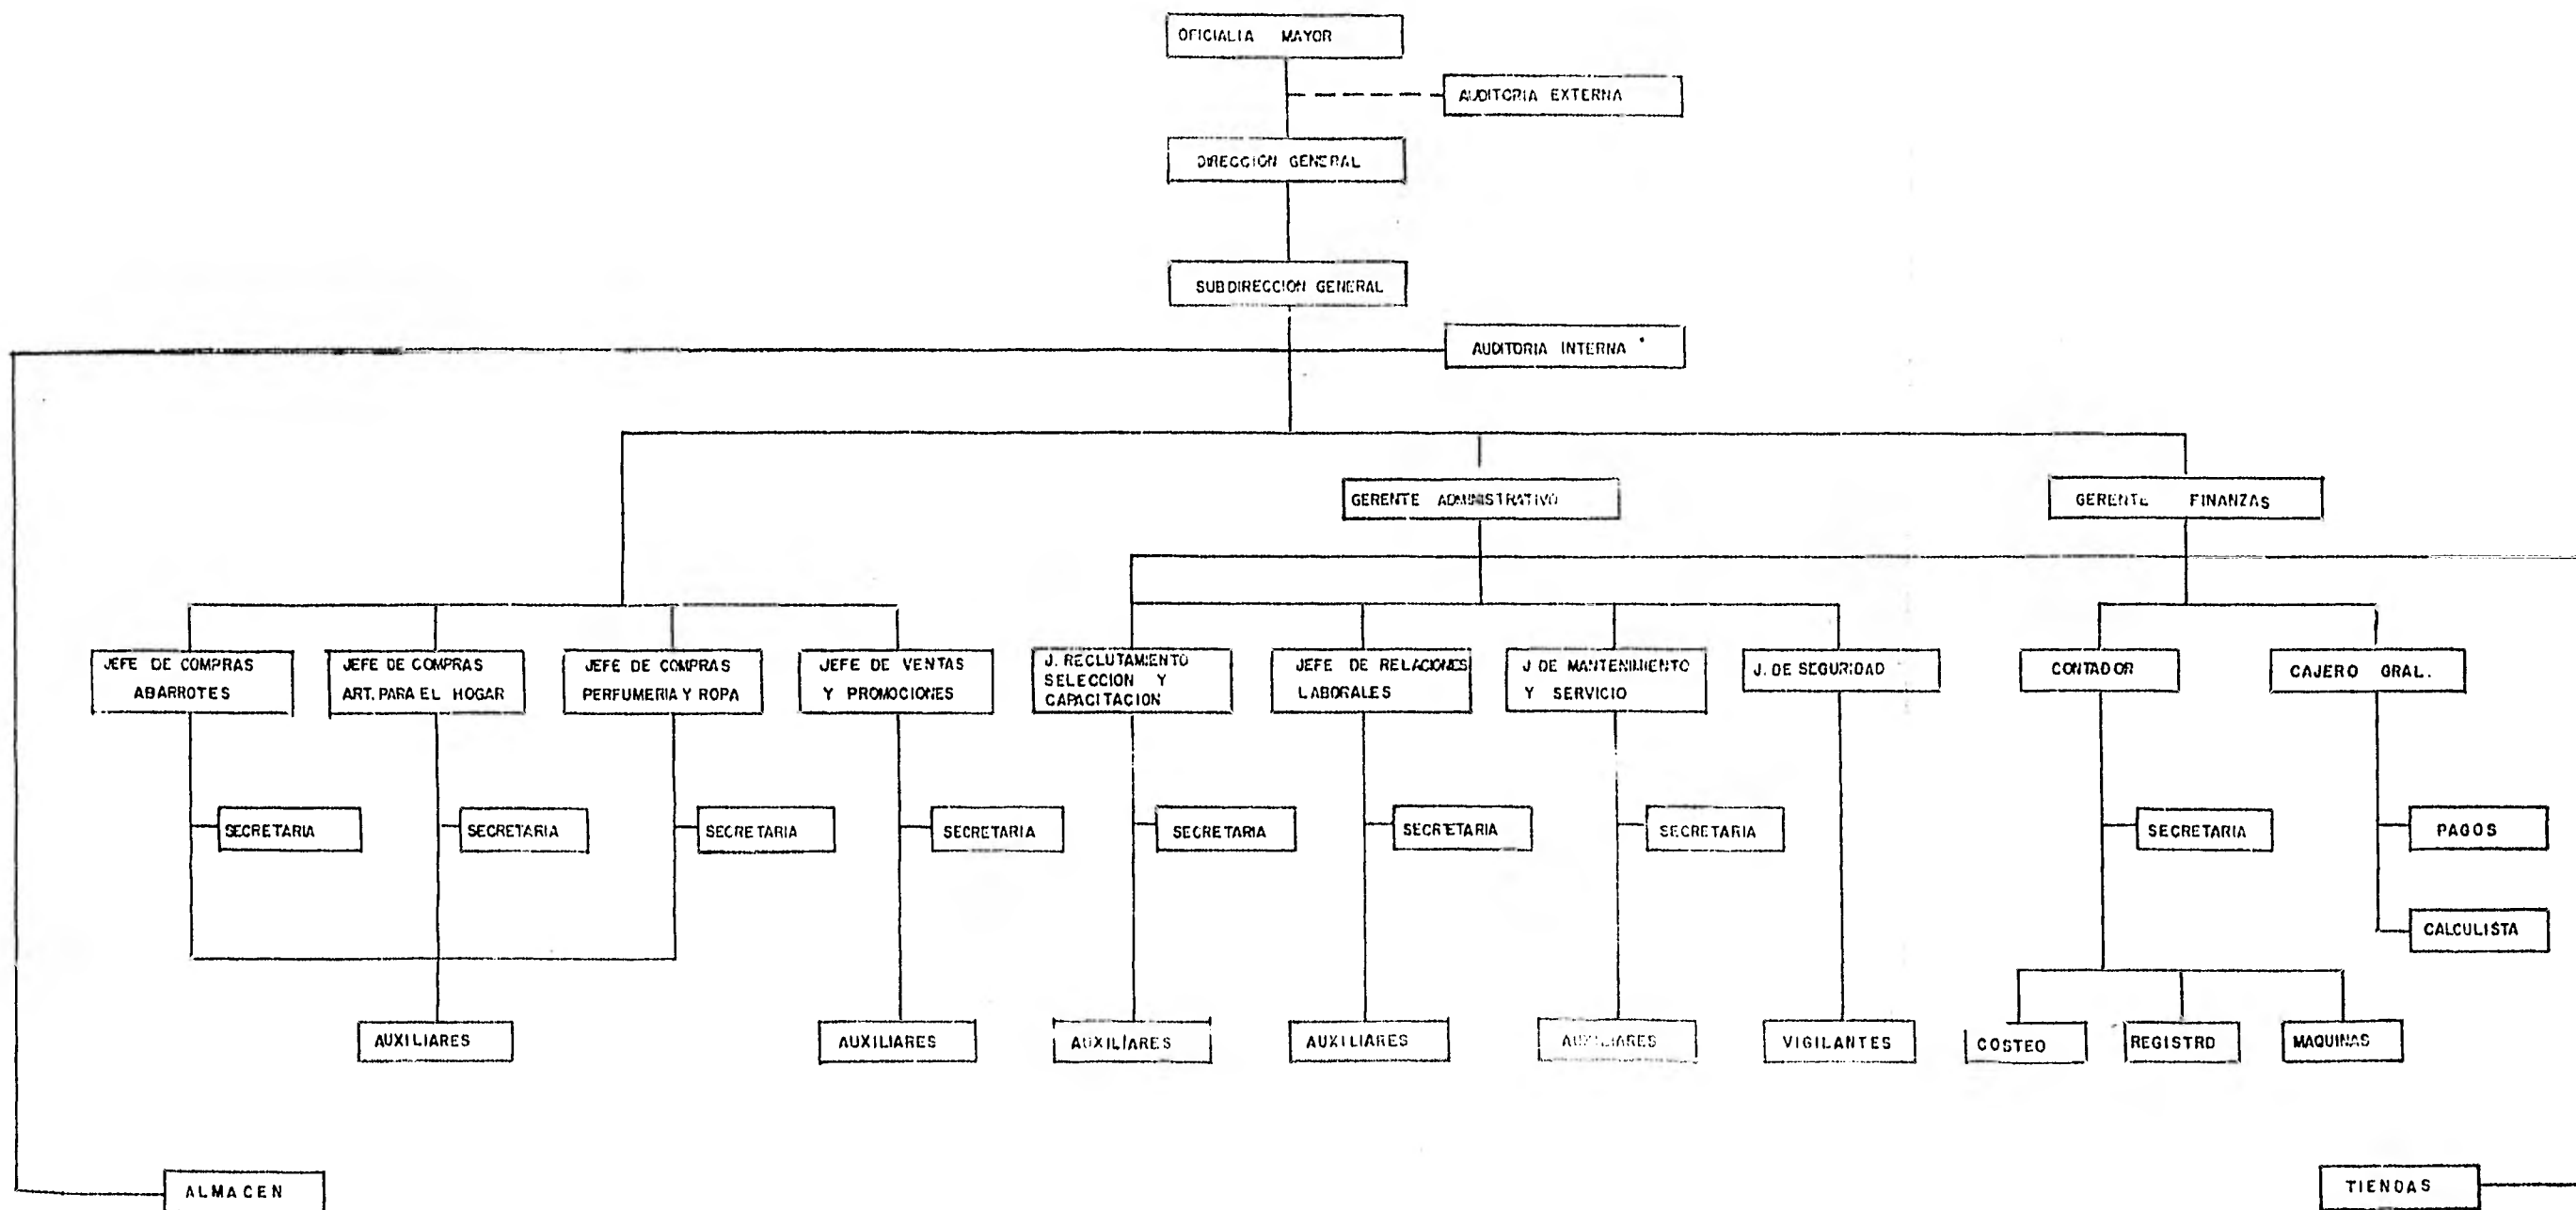 OFICIALIA MAYOR
AUDITORIA EXTERNA
DIRECCION GENERAL
SUBDIRECCION GENERAL
AUDITORIA INTERNA
GERENTE ADMINISTRATIVO
GERENTE FINANZAS
JEFE DE COMPRAS
ABARROTES
JEFE DE COMPRAS
ART. PARA EL HOGAR
JEFE DE COMPRAS
PERFUMERIA Y ROPA
JEFE DE VENTAS
Y PROMOCIONES
J. RECLUTAMIENTO
SELECCION Y
CAPACITACION
JEFE DE RELACIONES
LABORALES
J DE MANTENIMIENTO
Y SERVICIO
J. DE SEGURIDAD
CONTADOR
CAJERO GRAL.
SECRETARIA
SECRETARIA
SECRETARIA
SECRETARIA
SECRETARIA
SECRETARIA
SECRETARIA
SECRETARIA
PAGOS
CALCULISTA
AUXILIARES
AUXILIARES
AUXILIARES
AUXILIARES
AUXILIARES
VIGILANTES
COSTEO
REGISTRO
MAQUINAS
ALMACEN
TIENDAS